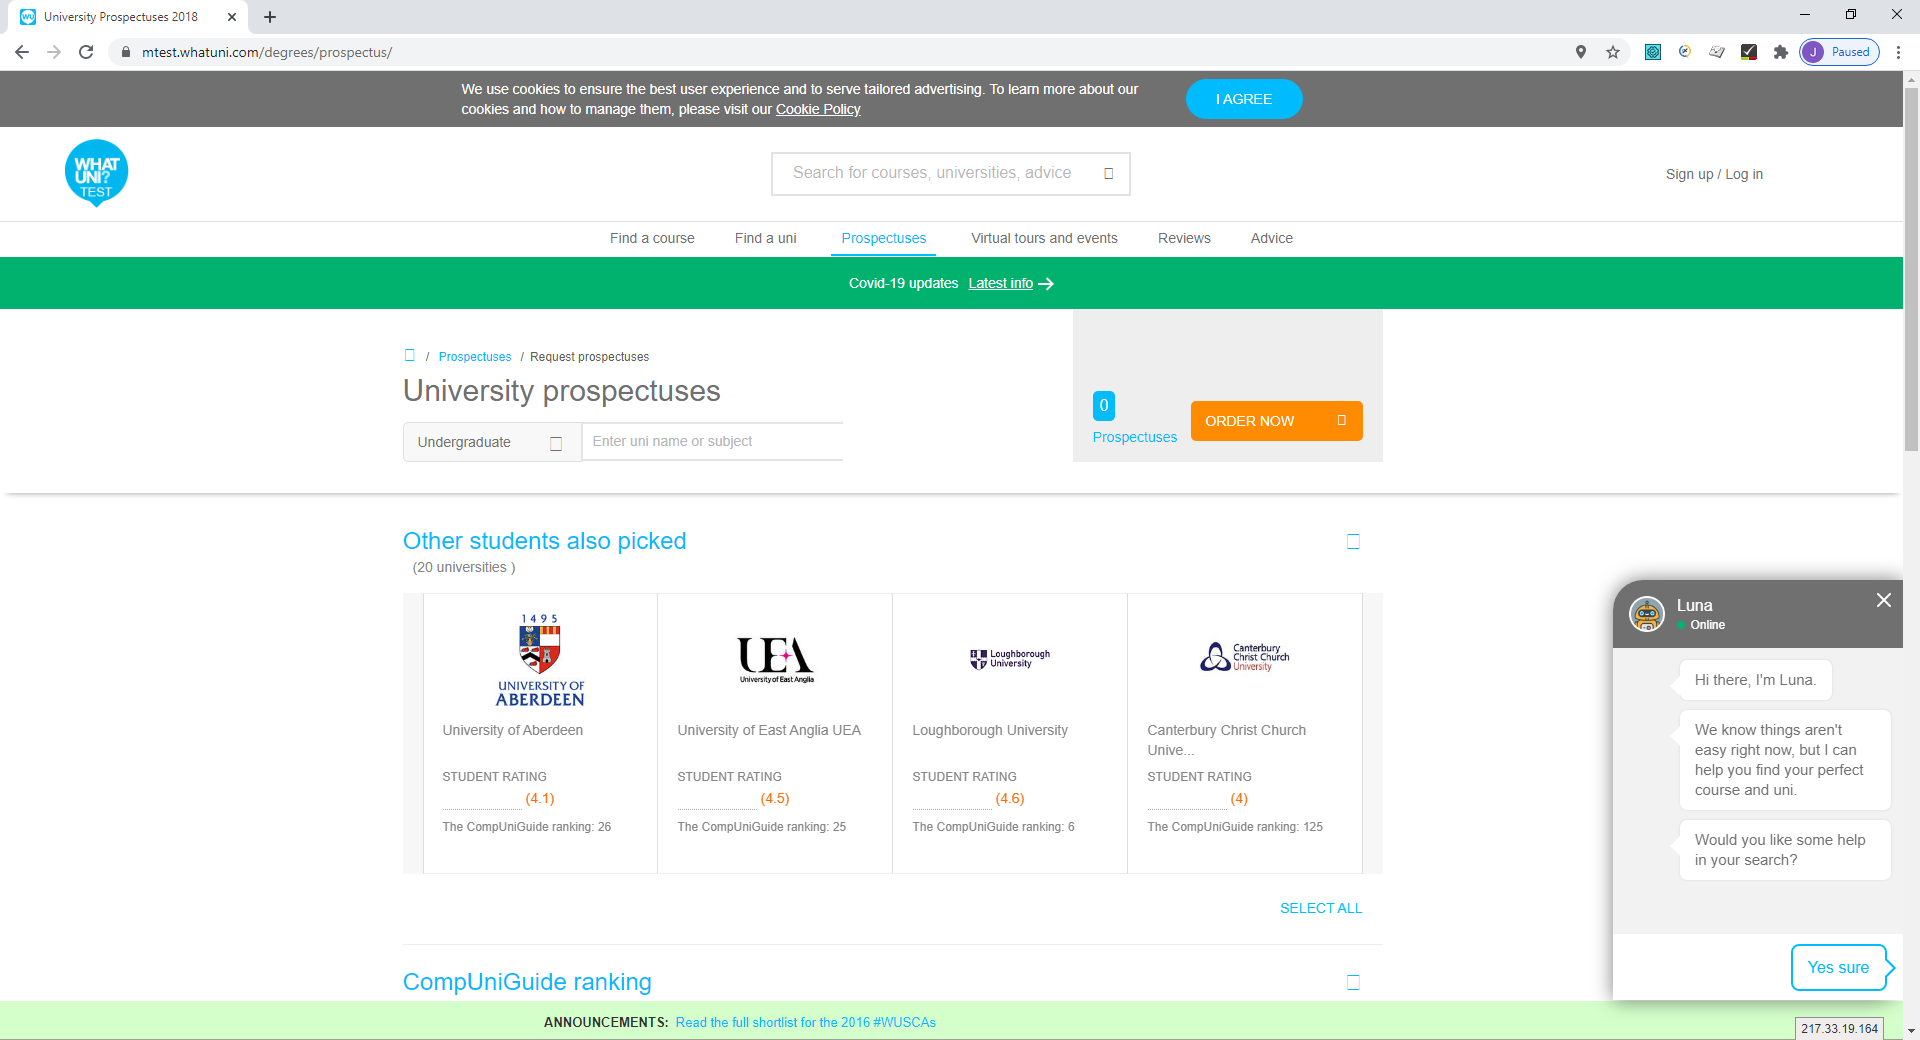 University Prospectuses 2018
mtest.whatuni.com/degrees/prospectus/
J Paused
We use cookies to ensure the best user experience and to serve tailored advertising. To learn more about our
cookies and how to manage them, please visit our Cookie Policy
I AGREE
WHAT
UNI?
TEST
Search for courses, universities, advice
Sign up / Log in
Find a course Find a uni Prospectuses Virtual tours and events Reviews Advice
Covid-19 updates Latest info
/ Prospectuses / Request prospectuses
University prospectuses
0
Prospectuses
ORDER NOW
Undergraduate Enter uni name or subject
Other students also picked
(20 universities )
1495
UNIVERSITY OF
ABERDEEN
UEA
University of East Anglia
Loughborough
University
Canterbury
Christ Church
University
University of Aberdeen
STUDENT RATING
(4.1)
The CompUniGuide ranking: 26
University of East Anglia UEA
STUDENT RATING
(4.5)
The CompUniGuide ranking: 25
Loughborough University
STUDENT RATING
(4.6)
The CompUniGuide ranking: 6
Canterbury Christ Church
Unive...
STUDENT RATING
(4)
The CompUniGuide ranking: 125
SELECT ALL
CompUniGuide ranking
Luna
Online
Hi there, I'm Luna.
We know things aren't
easy right now, but I can
help you find your perfect
course and uni.
Would you like some help
in your search?
Yes sure
ANNOUNCEMENTS: Read the full shortlist for the 2016 #WUSCAs
217.33.19.164